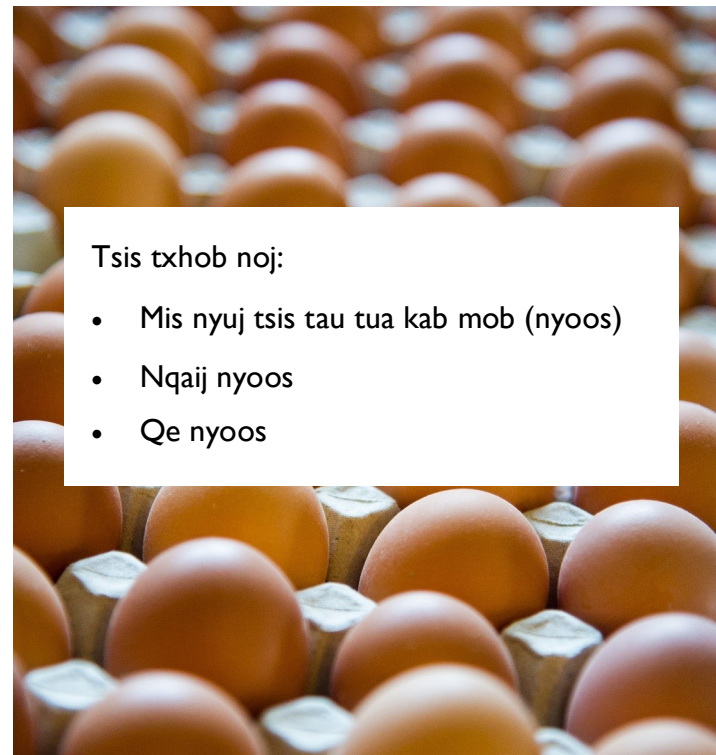 Tsis txhob noj:
• Mis nyuj tsis tau tua kab mob (nyoos)
• Nqaij nyoos
• Qe nyoos